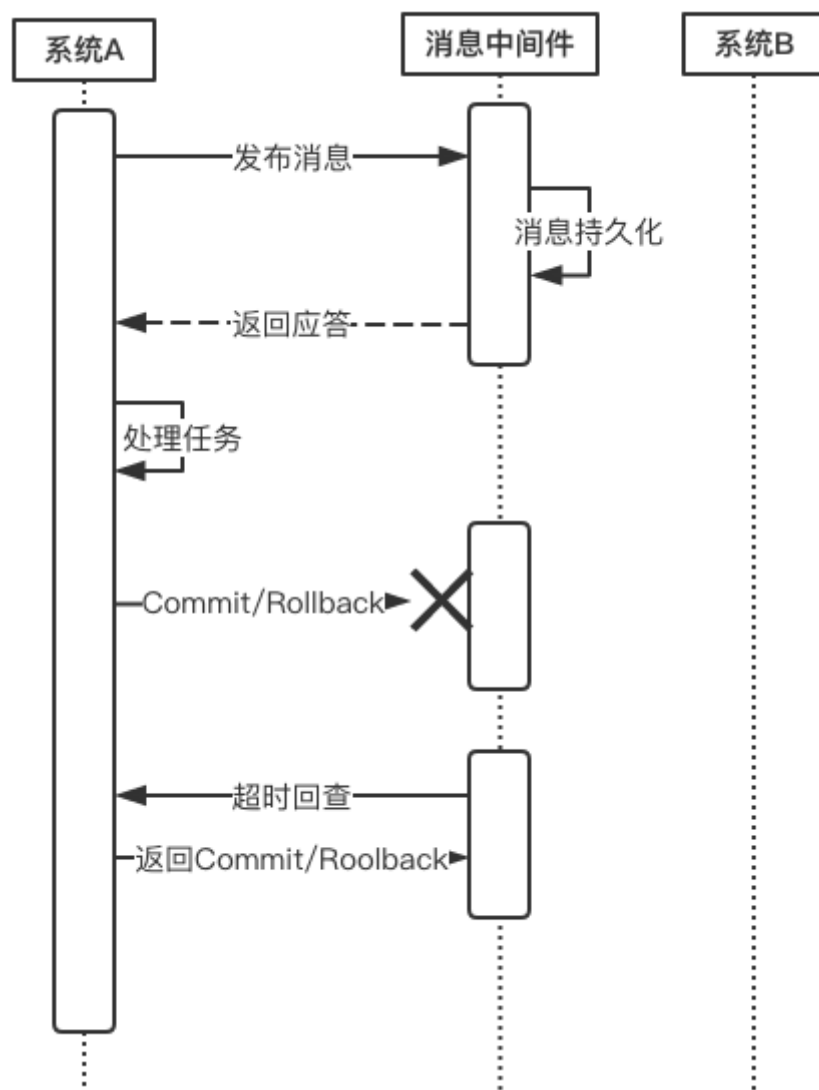 系统A
消息中间件
系统B
发布消息
消息持久化
返回应答
处理任务
Commit/Rollback
超时回查
返回Commit/Roolback